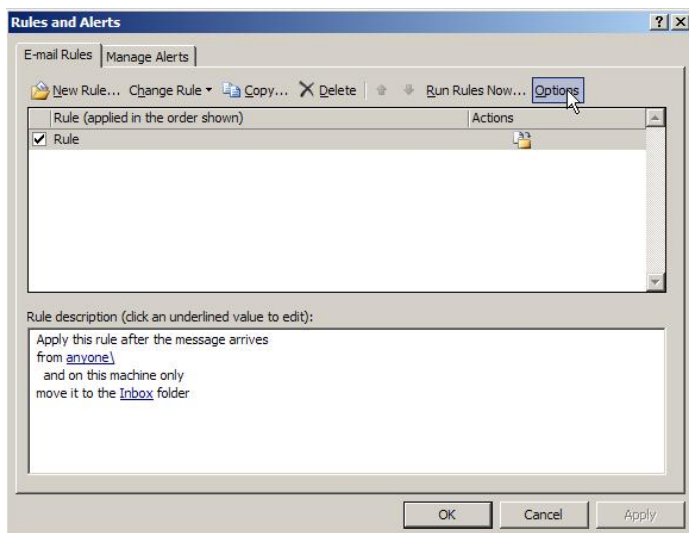 Rules and Alerts
E-mail Rules Manage Alerts
New Rule... Change Rule Copy... Delete Run Rules Now... Options
Rule (applied in the order shown) Actions
Rule
Rule description (click an underlined value to edit):
Apply this rule after the message arrives
from anyone\
and on this machine only
move it to the Inbox folder
OK Cancel Apply